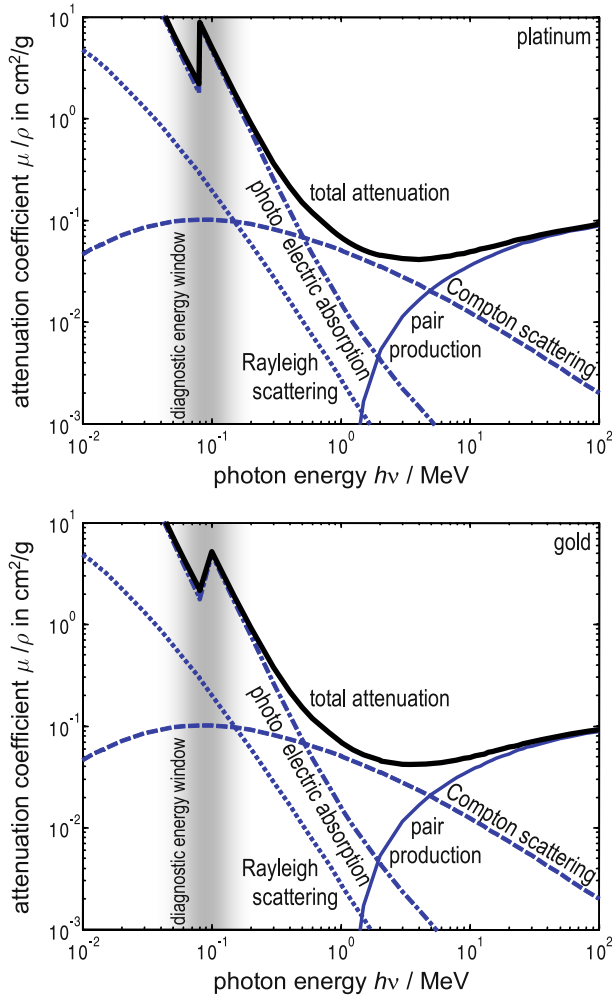 10^1
platinum
10^0
10^-1
10^-2
10^-3
attenuation coefficient μ /ρ in cm²/g
total attenuation
photo electric absorption
diagnostic energy window
Rayleigh
scattering
pair
production
Compton scattering
10^-2
10^-1
10^0
10^1
10^2
photon energy hν / MeV
10^1
gold
10^0
10^-1
10^-2
10^-3
attenuation coefficient μ /ρ in cm²/g
total attenuation
photo electric absorption
diagnostic energy window
Rayleigh
scattering
pair
production
Compton scattering
10^-2
10^-1
10^0
10^1
10^2
photon energy hν / MeV